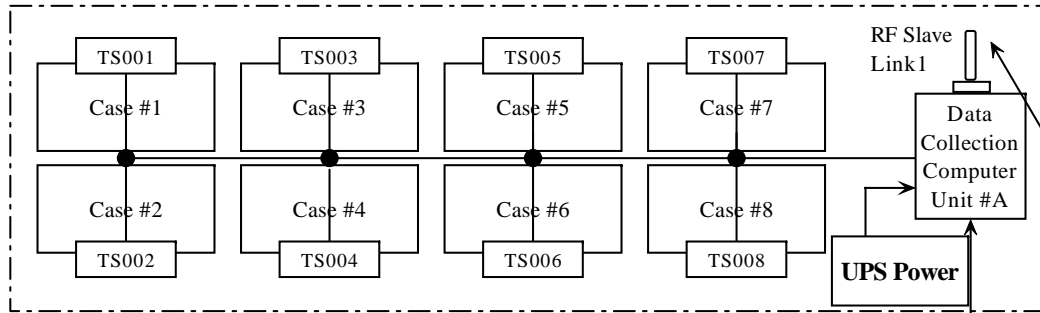 TS001 TS003 TS005 TS007
RF Slave
Link1
Case #1 Case #3 Case #5 Case #7
Data
Collection
Computer
Unit #A
Case #2 Case #4 Case #6 Case #8
TS002 TS004 TS006 TS008
UPS Power